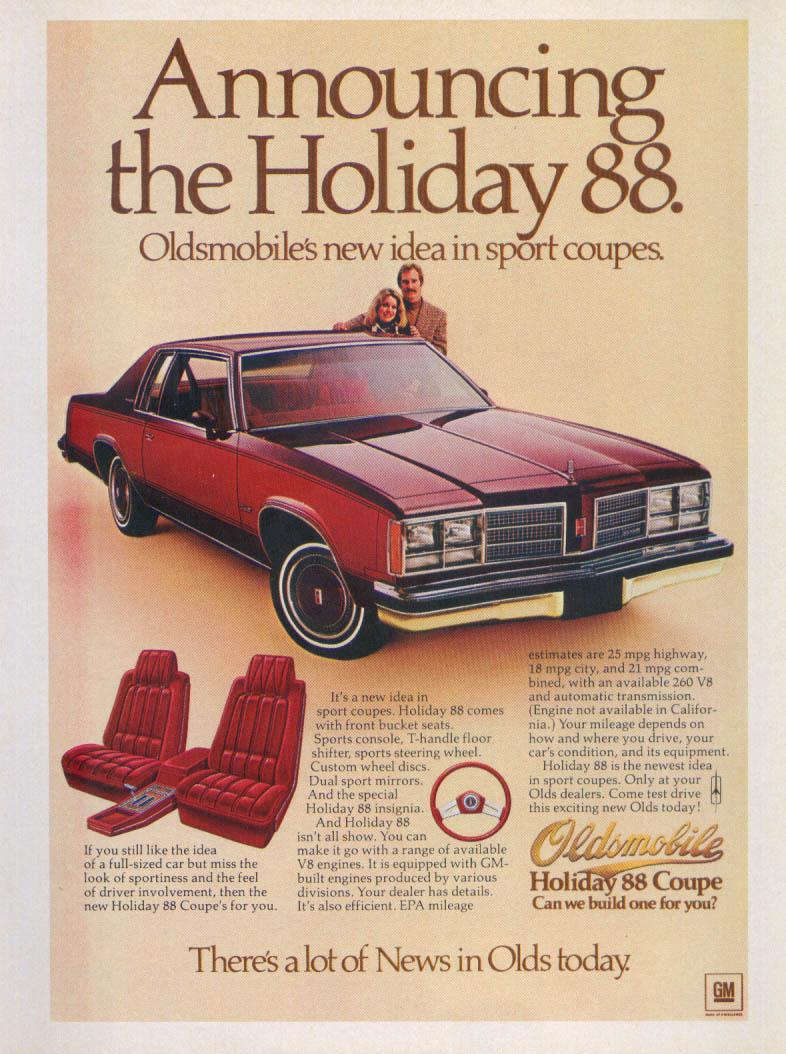 Announcing
the Holiday 88.
Oldsmobile's new idea in sport coupes.
If you still like the idea
of a full-sized car but miss the
look of sportiness and the feel
of driver involvement, then the
new Holiday 88 Coupe's for you.
It's a new idea in
sport coupes. Holiday 88 comes
with front bucket seats.
Sports console, T-handle floor
shifter, sports steering wheel.
Custom wheel discs.
Dual sport mirrors.
And the special
Holiday 88 insignia.
And Holiday 88
isn't all show. You can
make it go with a range of available
V8 engines. It is equipped with GM-
built engines produced by various
divisions. Your dealer has details.
It's also efficient. EPA mileage
estimates are 25 mpg highway,
18 mpg city, and 21 mpg com-
bined, with an available 260 V8
and automatic transmission.
(Engine not available in Califor-
nia.) Your mileage depends on
how and where you drive, your
car's condition, and its equipment.
Holiday 88 is the newest idea
in sport coupes. Only at your
Olds dealers. Come test drive
this exciting new Olds today!
Oldsmobile
Holiday 88 Coupe
Can we build one for you?
There's a lot of News in Olds today.
GM
MARK OF EXCELLENCE